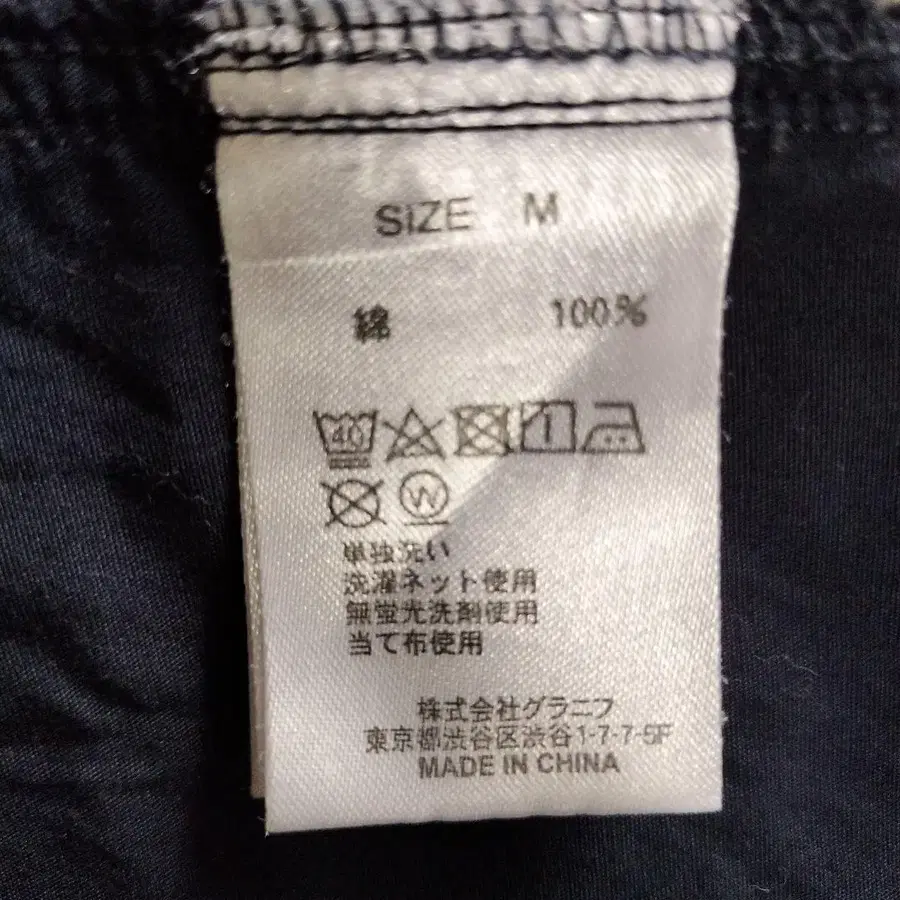 SIZE M
綿 100%
40
W
単独洗い
洗濯ネット使用
無蛍光洗剤使用
当て布使用
株式会社グラニフ
東京都渋谷区渋谷1-7-7-5F
MADE IN CHINA